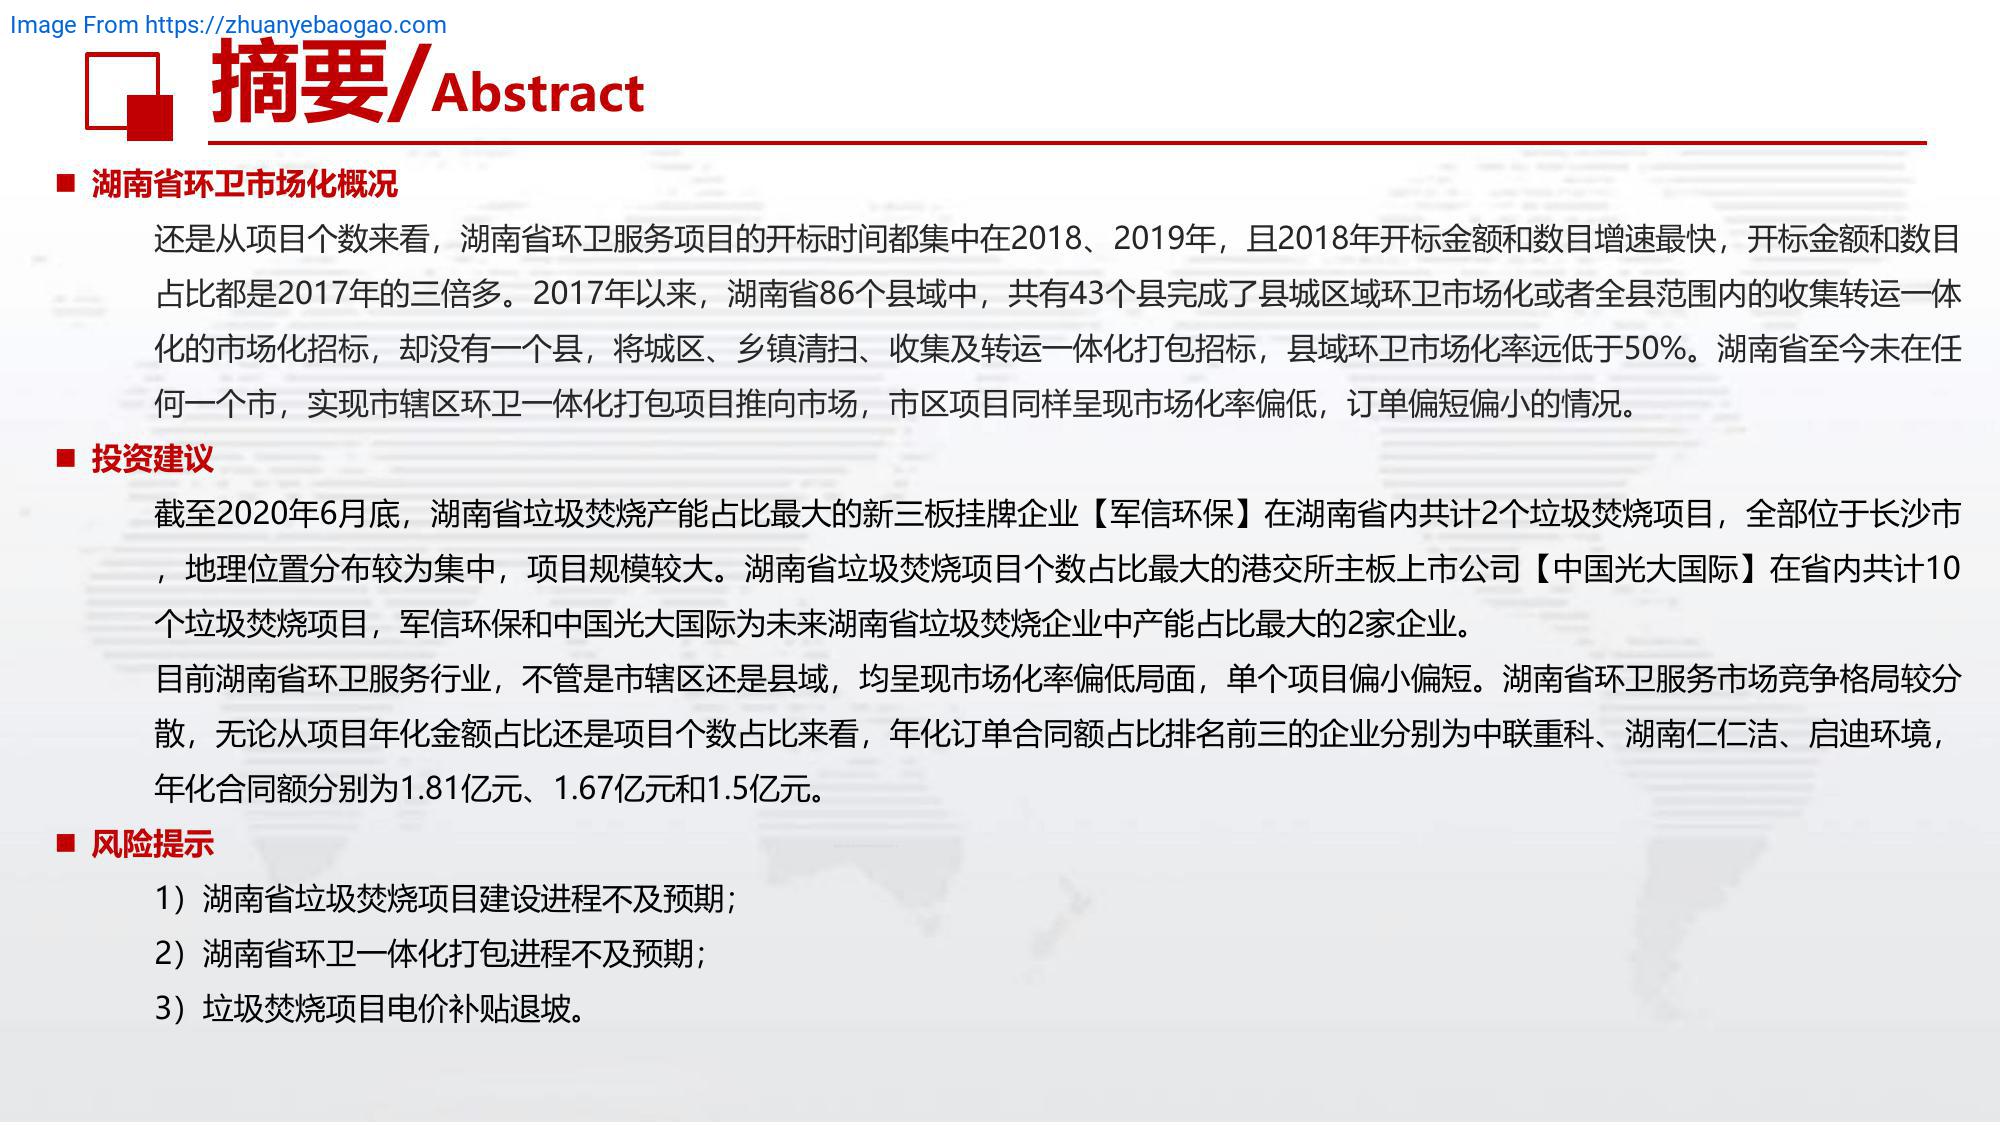 Image From https://zhuanyebaogao.com
摘要/Abstract
■ 湖南省环卫市场化概况
还是从项目个数来看，湖南省环卫服务项目的开标时间都集中在2018、2019年，且2018年开标金额和数目增速最快，开标金额和数目
占比都是2017年的三倍多。2017年以来，湖南省86个县域中，共有43个县完成了县城区域环卫市场化或者全县范围内的收集转运一体
化的市场化招标，却没有一个县，将城区、乡镇清扫、收集及转运一体化打包招标，县域环卫市场化率远低于50%。湖南省至今未在任
何一个市，实现市辖区环卫一体化打包项目推向市场，市区项目同样呈现市场化率偏低，订单偏短偏小的情况。
■ 投资建议
截至2020年6月底，湖南省垃圾焚烧产能占比最大的新三板挂牌企业【军信环保】在湖南省内共计2个垃圾焚烧项目，全部位于长沙市
，地理位置分布较为集中，项目规模较大。湖南省垃圾焚烧项目个数占比最大的港交所主板上市公司【中国光大国际】在省内共计10
个垃圾焚烧项目，军信环保和中国光大国际为未来湖南省垃圾焚烧企业中产能占比最大的2家企业。
目前湖南省环卫服务行业，不管是市辖区还是县域，均呈现市场化率偏低局面，单个项目偏小偏短。湖南省环卫服务市场竞争格局较分
散，无论从项目年化金额占比还是项目个数占比来看，年化订单合同额占比排名前三的企业分别为中联重科、湖南仁仁洁、启迪环境，
年化合同额分别为1.81亿元、1.67亿元和1.5亿元。
■ 风险提示
1）湖南省垃圾焚烧项目建设进程不及预期；
2）湖南省环卫一体化打包进程不及预期；
3）垃圾焚烧项目电价补贴退坡。